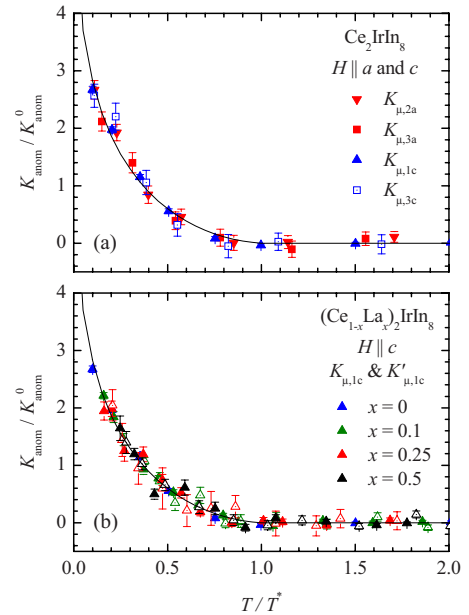 4
3
2
1
0
K_anom / K^0_anom
Ce₂IrIn₈
H || a and c
K_μ,2a
K_μ,3a
K_μ,1c
K_μ,3c
(a)
4
3
2
1
0
K_anom / K^0_anom
(Ce₁₋ₓLaₓ)₂IrIn₈
H || c
K_μ,1c & K′_μ,1c
x = 0
x = 0.1
x = 0.25
x = 0.5
(b)
0.0 0.5 1.0 1.5 2.0
T / T*